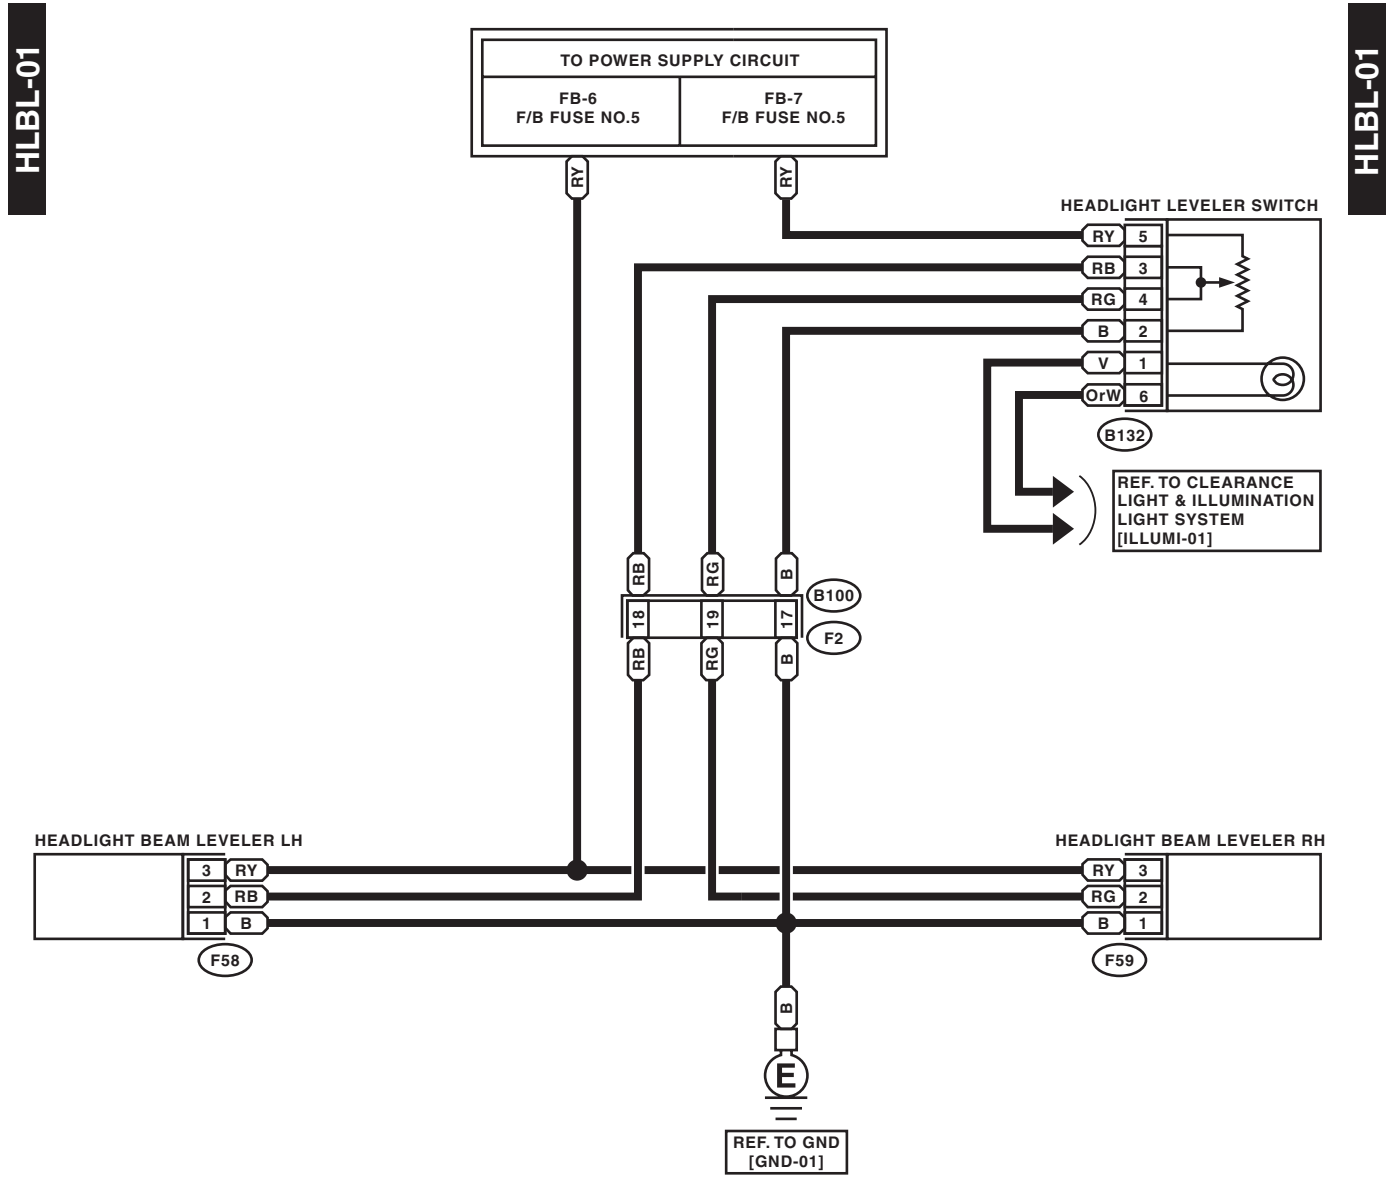 HLBL-01
HLBL-01
TO POWER SUPPLY CIRCUIT
FB-6
F/B FUSE NO.5
FB-7
F/B FUSE NO.5
RY
RY
HEADLIGHT LEVELER SWITCH
RY 5
RB 3
RG 4
B 2
V 1
OrW 6
B132
REF. TO CLEARANCE
LIGHT & ILLUMINATION
LIGHT SYSTEM
[ILLUMI-01]
RB RG B
B100
18 19 17
F2
RB RG B
HEADLIGHT BEAM LEVELER LH
3 RY
2 RB
1 B
F58
HEADLIGHT BEAM LEVELER RH
RY 3
RG 2
B 1
F59
B
E
REF. TO GND
[GND-01]